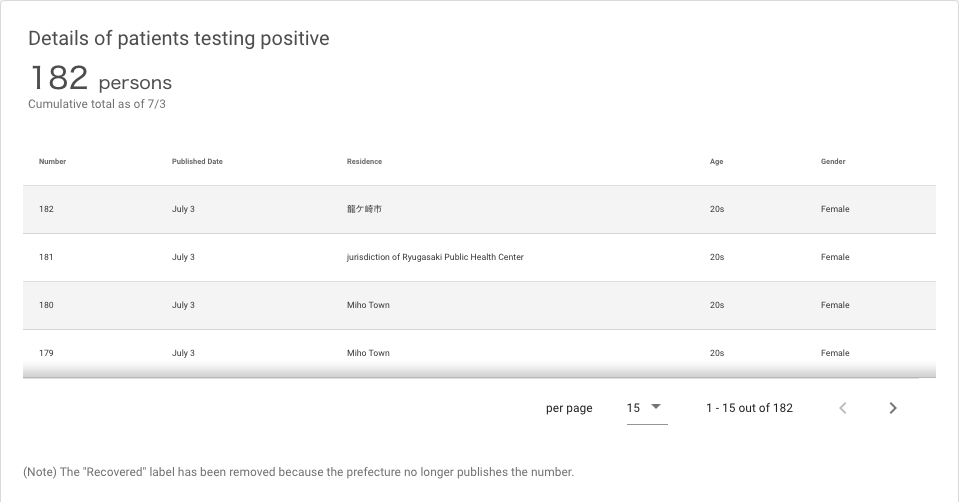 Details of patients testing positive
182 persons
Cumulative total as of 7/3
Number Published Date Residence Age Gender
182 July 3 龍ケ崎市 20s Female
181 July 3 jurisdiction of Ryugasaki Public Health Center 20s Female
180 July 3 Miho Town 20s Female
179 July 3 Miho Town 20s Female
per page 15 1 - 15 out of 182
(Note) The "Recovered" label has been removed because the prefecture no longer publishes the number.